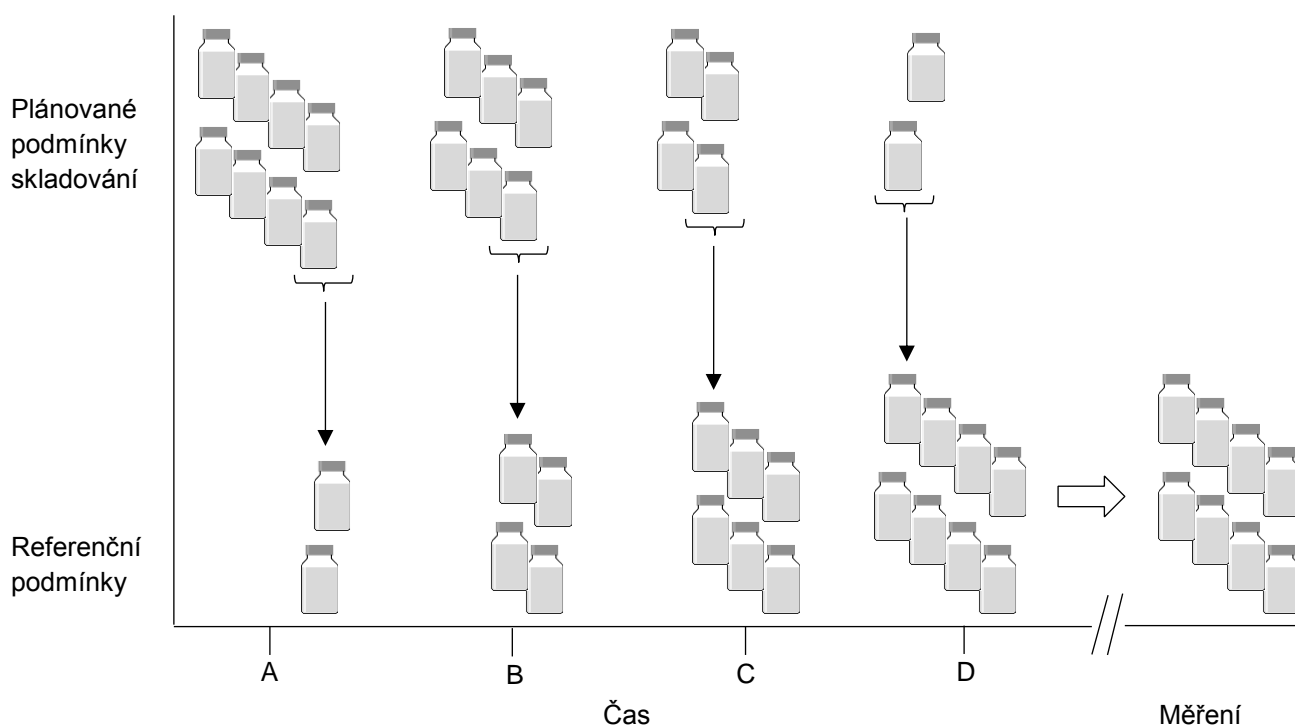 Plánované
podmínky
skladování
Referenční
podmínky
A
B
C
D
Čas
Měření